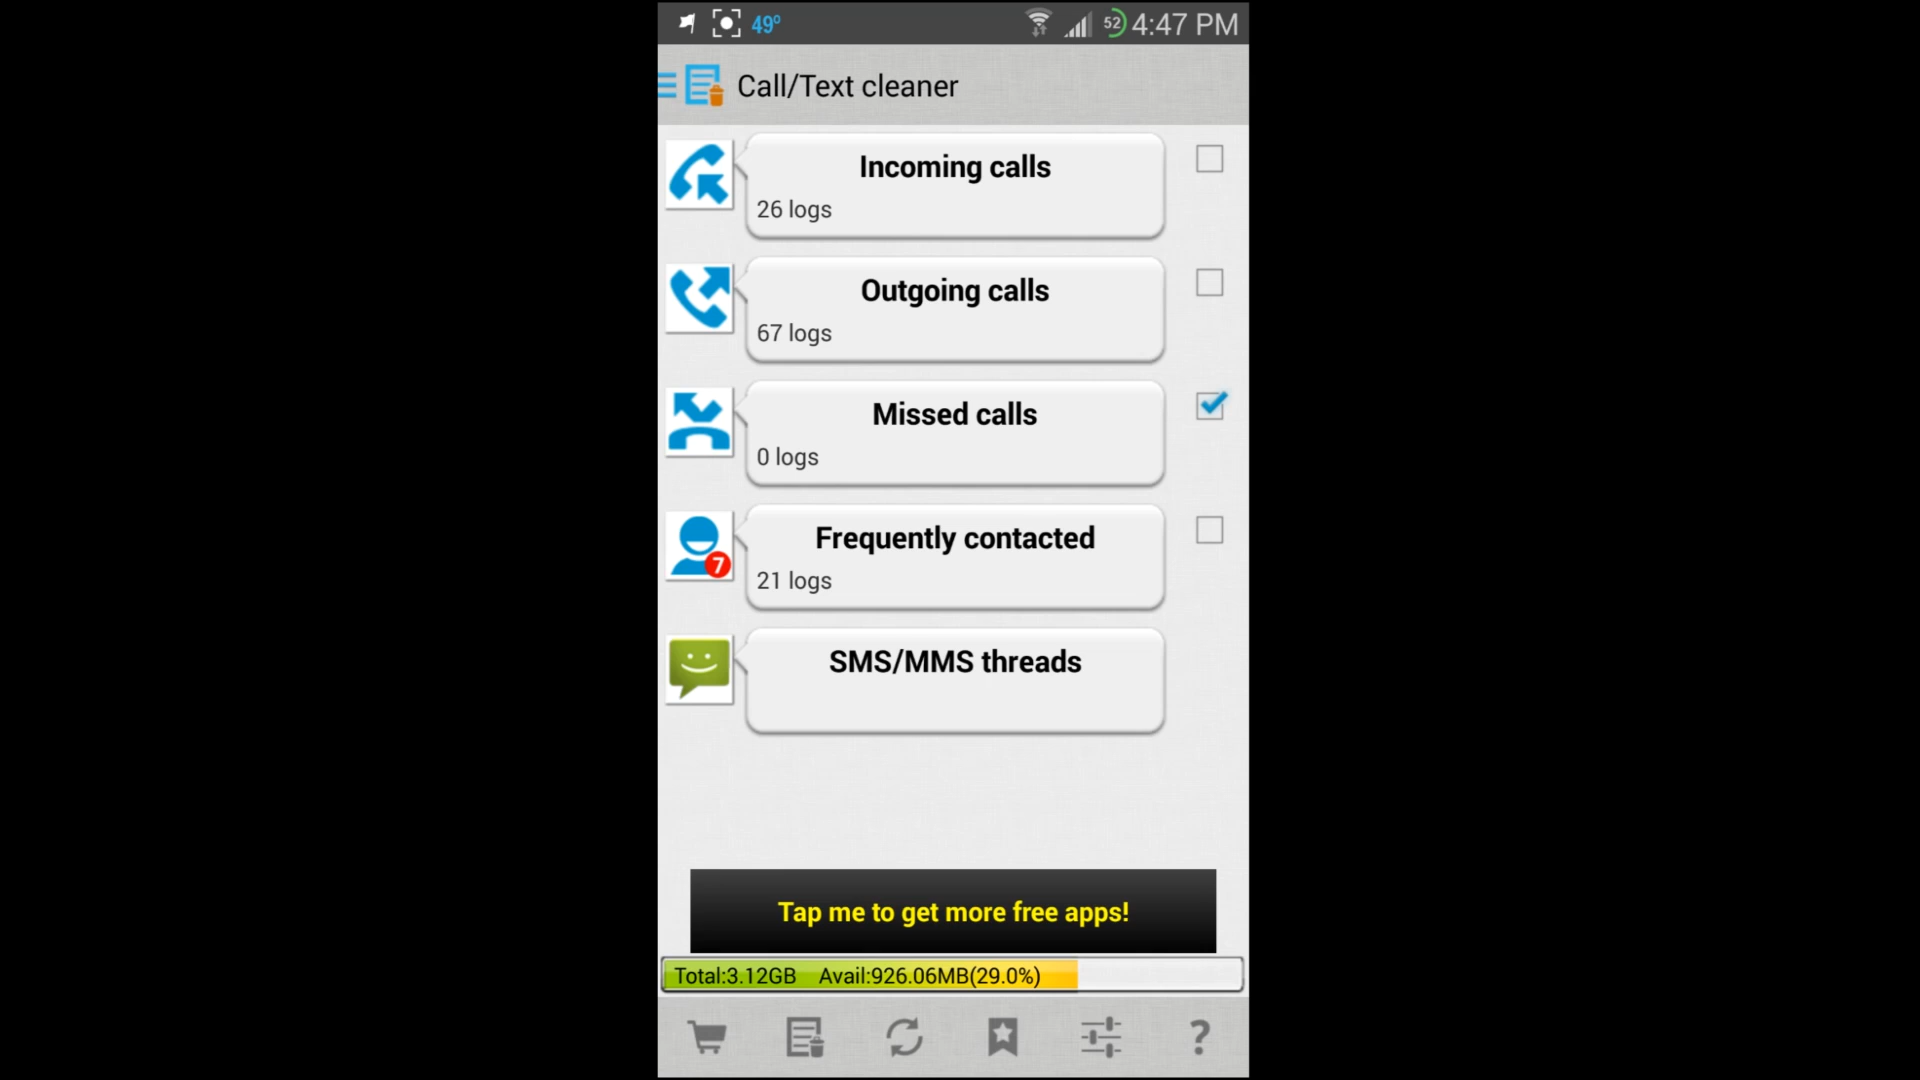 49° 52 4:47 PM
Call/Text cleaner
Incoming calls
26 logs
Outgoing calls
67 logs
Missed calls
0 logs
Frequently contacted
7
21 logs
SMS/MMS threads
Tap me to get more free apps!
Total:3.12GB Avail:926.06MB(29.0%)
?